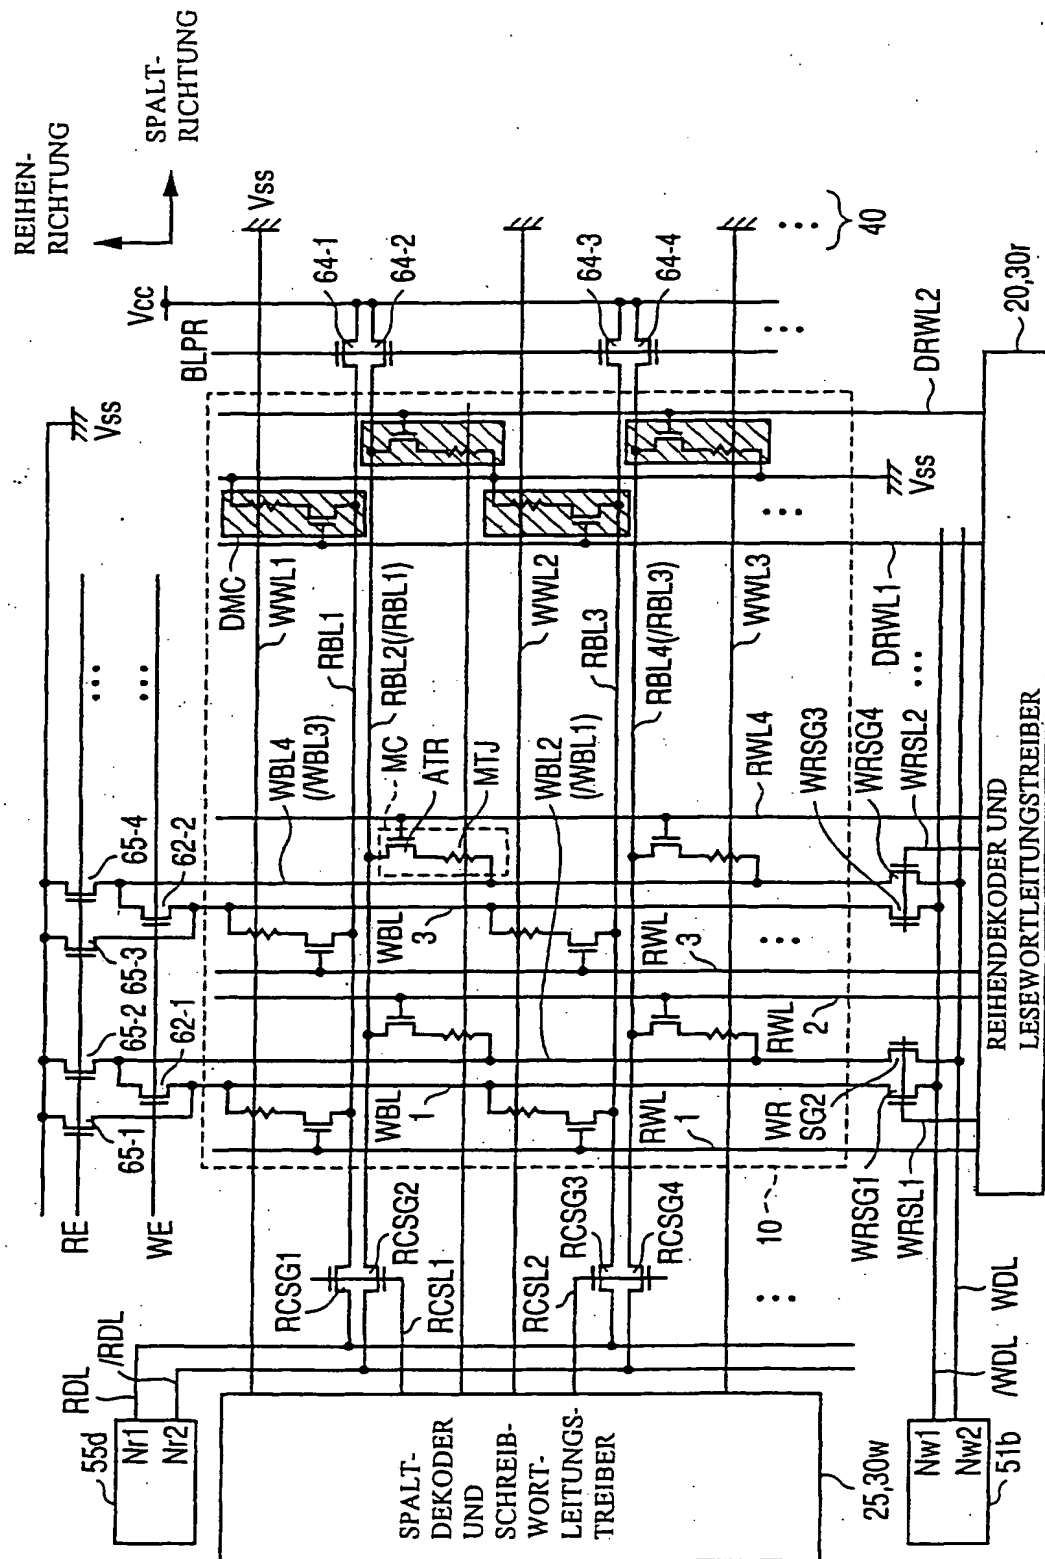 REIHEN-
RICHTUNG
SPALT-
RICHTUNG
Vcc
BLPR
Vss
Vss
64-1
64-2
64-3
64-4
40
DRWL2
20,30r
DMC
WWL1
RBL1
RBL2(/RBL1)
WWL2
RBL3
RBL4(/RBL3)
WWL3
Vss
DRWL1
WBL4
(/WBL3)
MC
ATR
MTJ
WBL2
(/WBL1)
RWL4
WRSG3
WRSG4
WRSL2
65-4
62-2
65-3
65-2
62-1
65-1
WBL
3
RWL
3
RWL
2
WBL
1
RWL
1
WR
SG2
WRSG1
WRSL1
REIHENDEKODER UND
LESEWORTLEITUNGSTREIBER
RE
WE
RCSG1
RCSG2
RCSL1
RCSL2
RCSG3
RCSG4
10
RDL
/RDL
55d
Nr1
Nr2
SPALT-
DEKODER
UND
SCHREIB-
WORT-
LEITUNGS-
TREIBER
25,30w
/WDL
WDL
Nw1
Nw2
51b